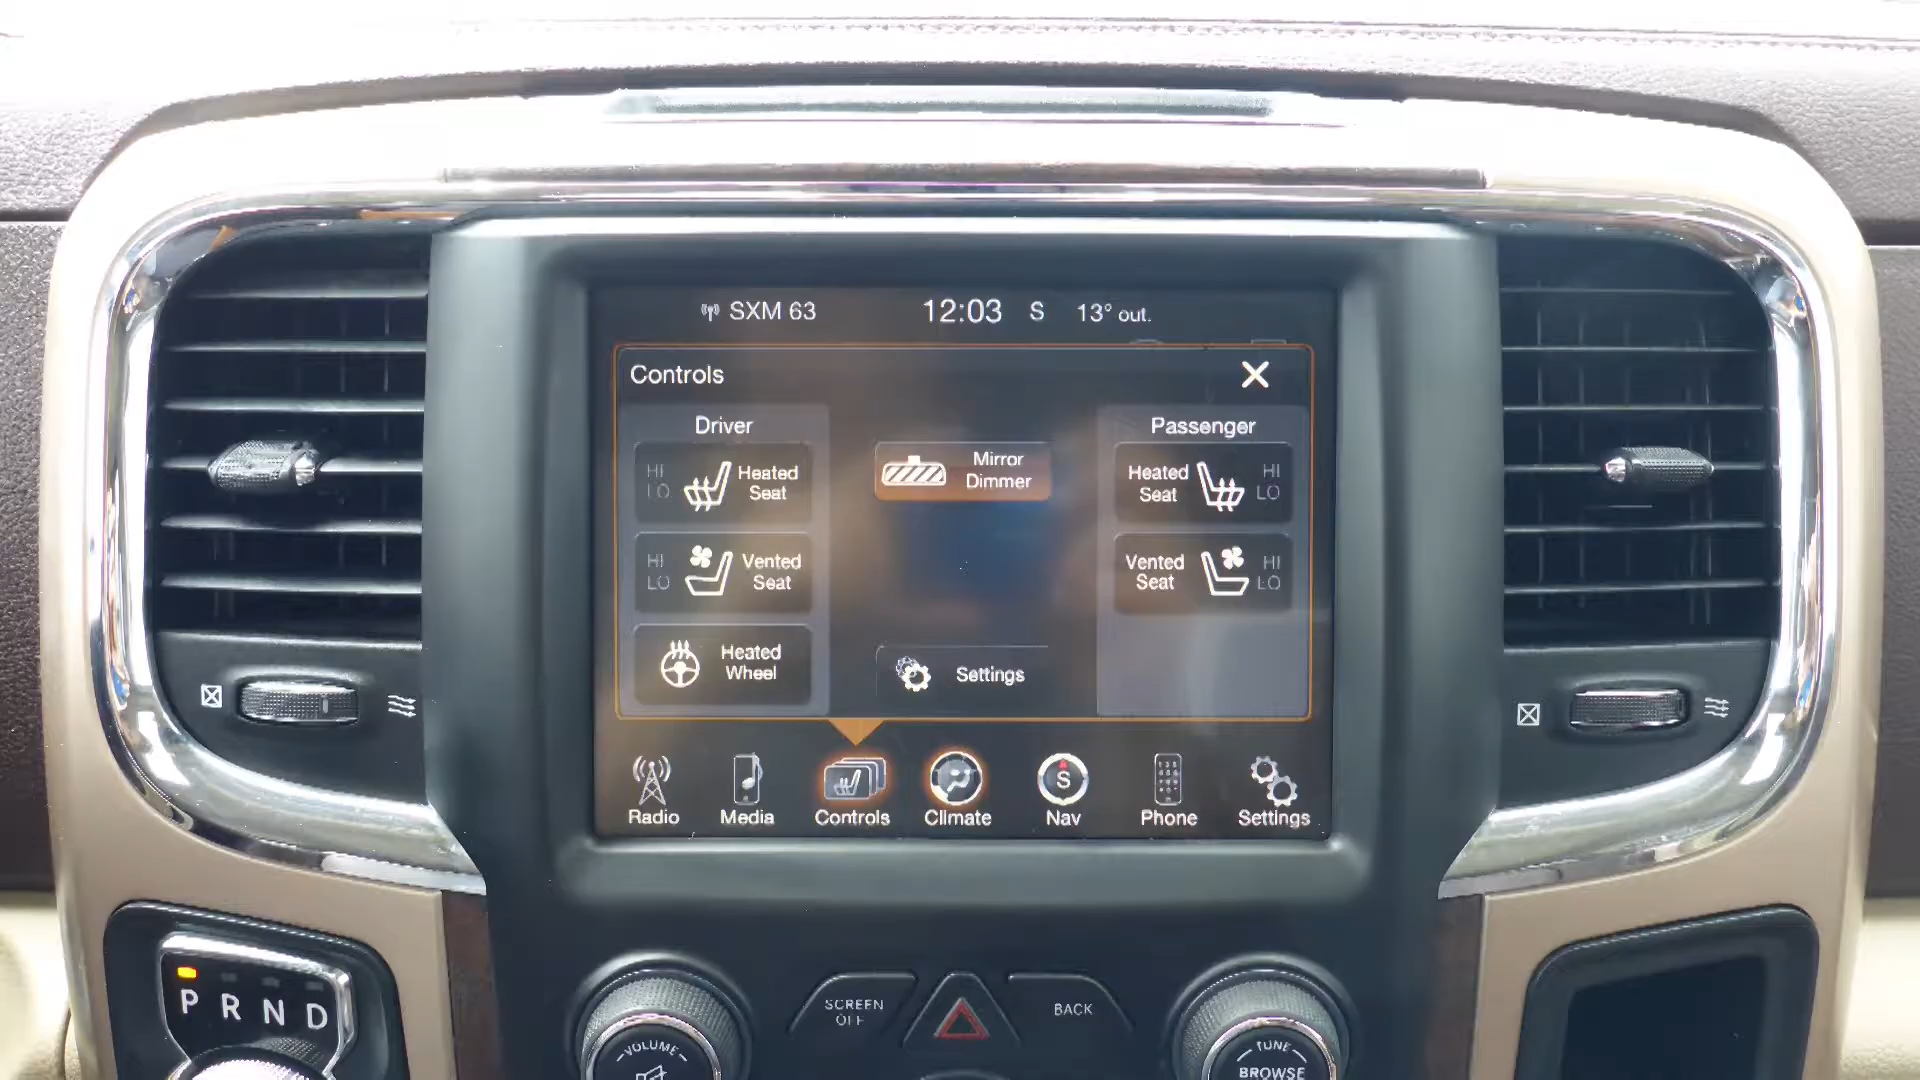 SXM 63 12:03 S 13° out.
Controls
Driver
HI
LO
Heated
Seat
HI
LO
Vented
Seat
Heated
Wheel
Mirror
Dimmer
Settings
Passenger
Heated
Seat
HI
LO
Vented
Seat
HI
LO
Radio
Media
Controls
Climate
S
Nav
Phone
Settings
P R N D
VOLUME
SCREEN
OFF
BACK
TUNE
BROWSE